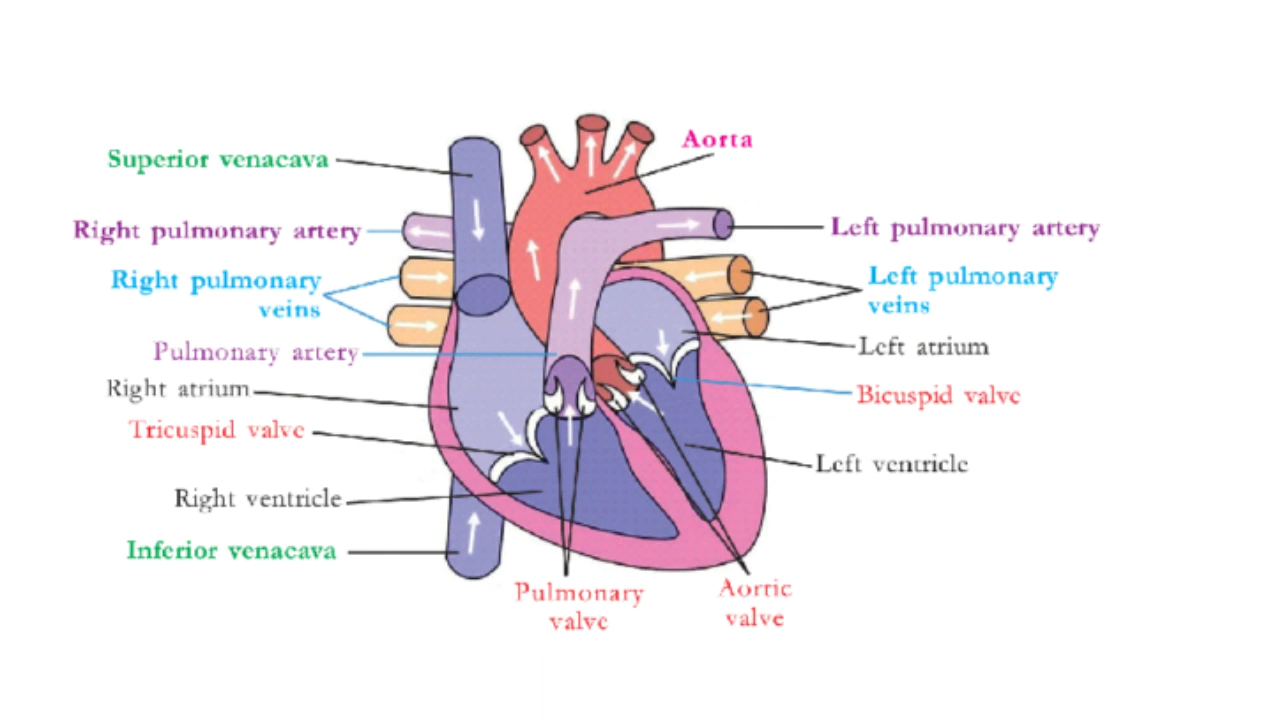 Aorta
Superior venacava
Right pulmonary artery
Left pulmonary artery
Right pulmonary
veins
Left pulmonary
veins
Pulmonary artery
Left atrium
Right atrium
Bicuspid valve
Tricuspid valve
Left ventricle
Right ventricle
Inferior venacava
Pulmonary
valve
Aortic
valve